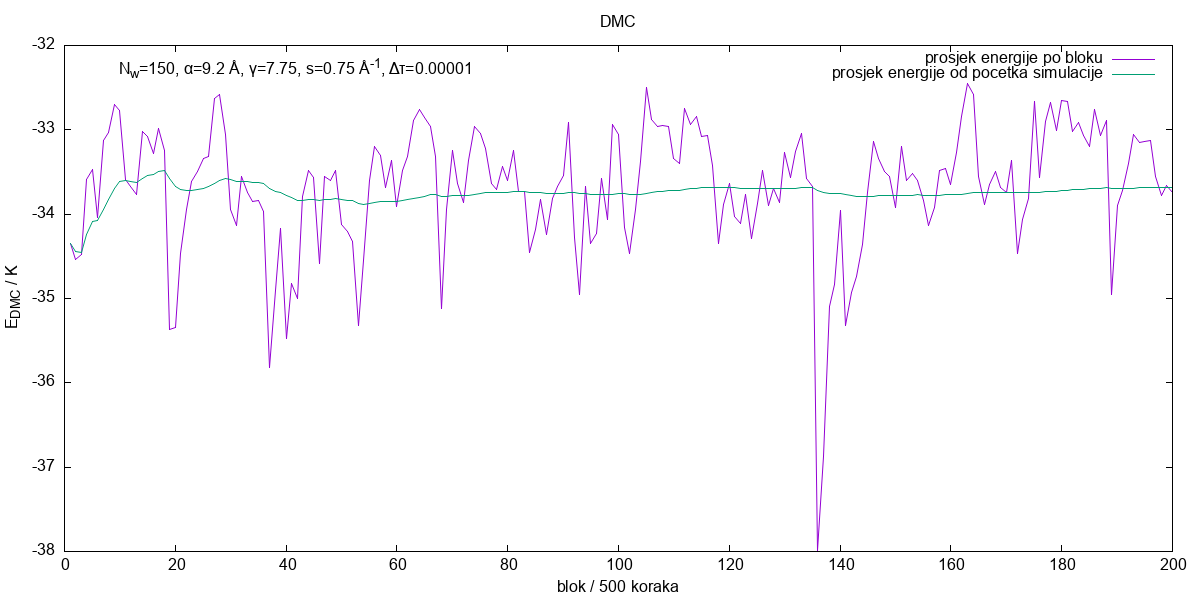 DMC
-32
N_w=150, α=9.2 Å, γ=7.75, s=0.75 Å^-1, Δτ=0.00001
prosjek energije po bloku
prosjek energije od pocetka simulacije
-33
-34
-35
-36
-37
-38
E_DMC / K
0 20 40 60 80 100 120 140 160 180 200
blok / 500 koraka